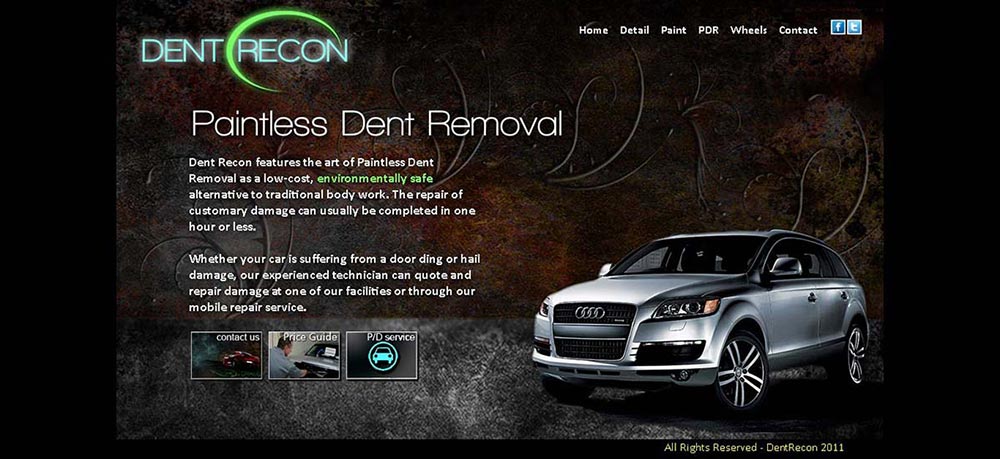 DENT RECON
Home Detail Paint PDR Wheels Contact
Paintless Dent Removal
Dent Recon features the art of Paintless Dent
Removal as a low-cost, environmentally safe
alternative to traditional body work. The repair of
customary damage can usually be completed in one
hour or less.
Whether your car is suffering from a door ding or hail
damage, our experienced technician can quote and
repair damage at one of our facilities or through our
mobile repair service.
contact us Price Guide P/D service
All Rights Reserved - DentRecon 2011